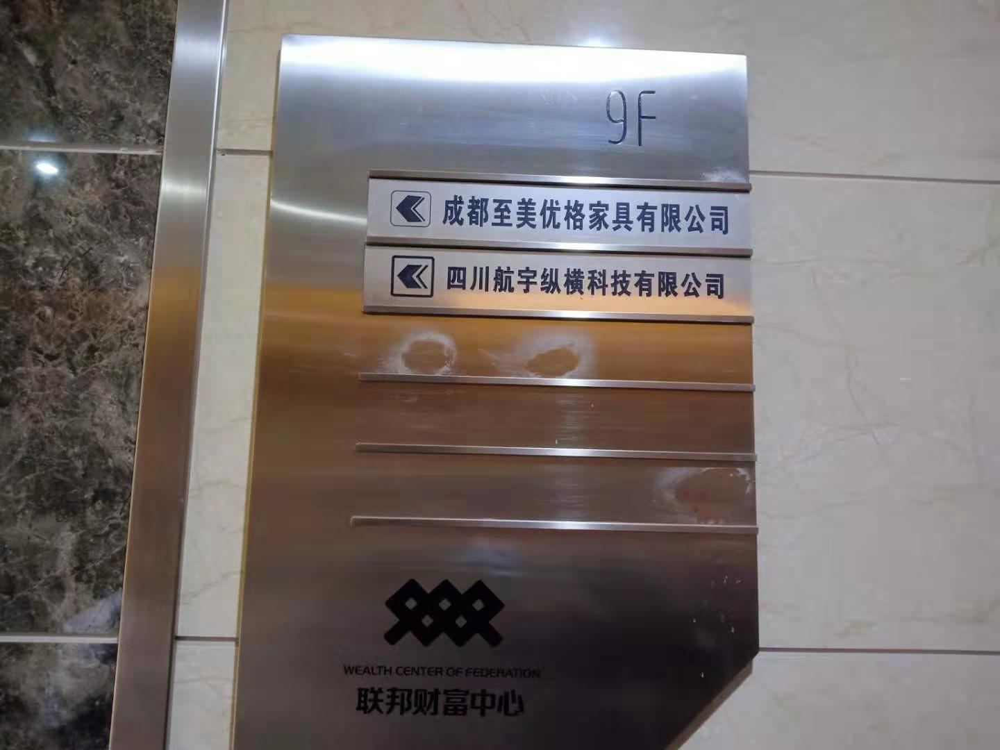 9F
成都至美优格家具有限公司
四川航宇纵横科技有限公司
WEALTH CENTER OF FEDERATION
联邦财富中心